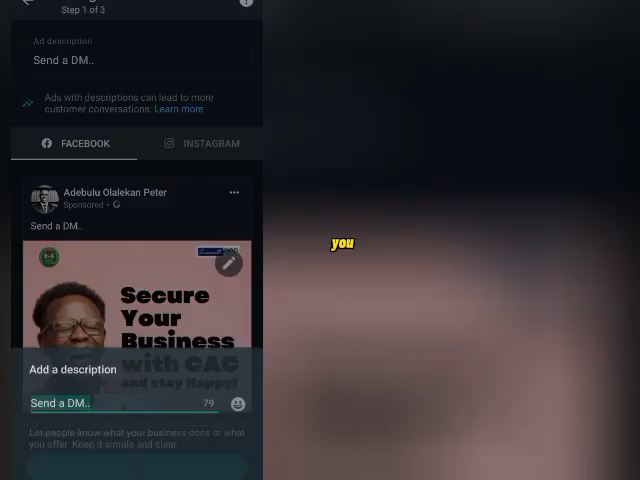 Step 1 of 3
Ad description
Send a DM..
Ads with descriptions can lead to more
customer conversations. Learn more
FACEBOOK
INSTAGRAM
Adebulu Olalekan Peter
Sponsored •
Send a DM..
Secure
Your
Business
with CAC
and stay Happy!
you
Add a description
Send a DM..
79
Let people know what your business does or what
you offer. Keep it simple and clear